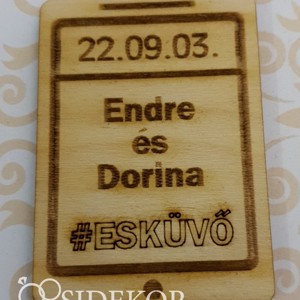 22.09.03.
Endre
és
Dorina
#ESKÜVŐ
SIDEKOR